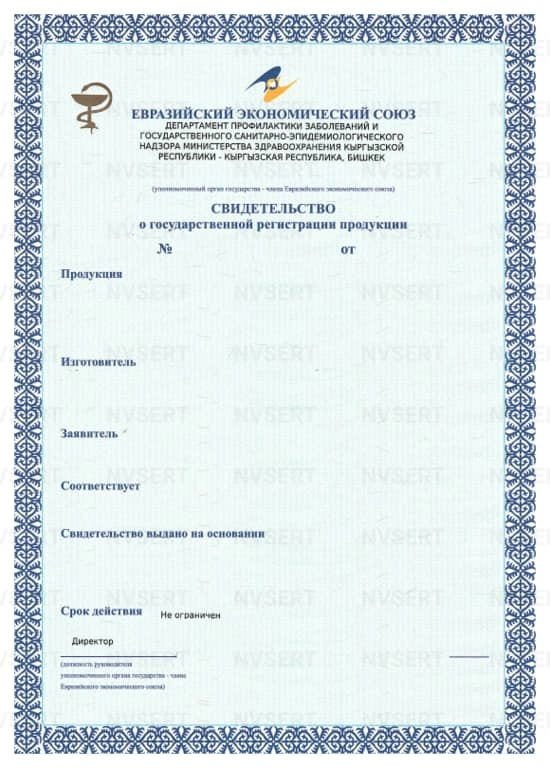 ЕВРАЗИЙСКИЙ ЭКОНОМИЧЕСКИЙ СОЮЗ
ДЕПАРТАМЕНТ ПРОФИЛАКТИКИ ЗАБОЛЕВАНИЙ И
ГОСУДАРСТВЕННОГО САНИТАРНО-ЭПИДЕМИОЛОГИЧЕСКОГО
НАДЗОРА МИНИСТЕРСТВА ЗДРАВООХРАНЕНИЯ КЫРГЫЗСКОЙ
РЕСПУБЛИКИ - КЫРГЫЗСКАЯ РЕСПУБЛИКА, БИШКЕК
(уполномоченный орган государства - члена Евразийского экономического союза)
СВИДЕТЕЛЬСТВО
о государственной регистрации продукции
№ от
Продукция
NVSERT NVSERT NVSERT
Изготовитель
Заявитель
Соответствует
Свидетельство выдано на основании
Срок действия Не ограничен
Директор
(должность руководителя
уполномоченного органа государства - члена
Евразийского экономического союза)